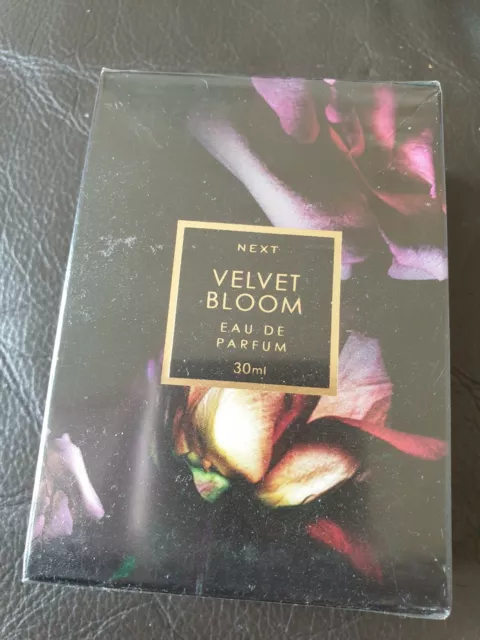 NEXT
VELVET
BLOOM
EAU DE
PARFUM
30ml